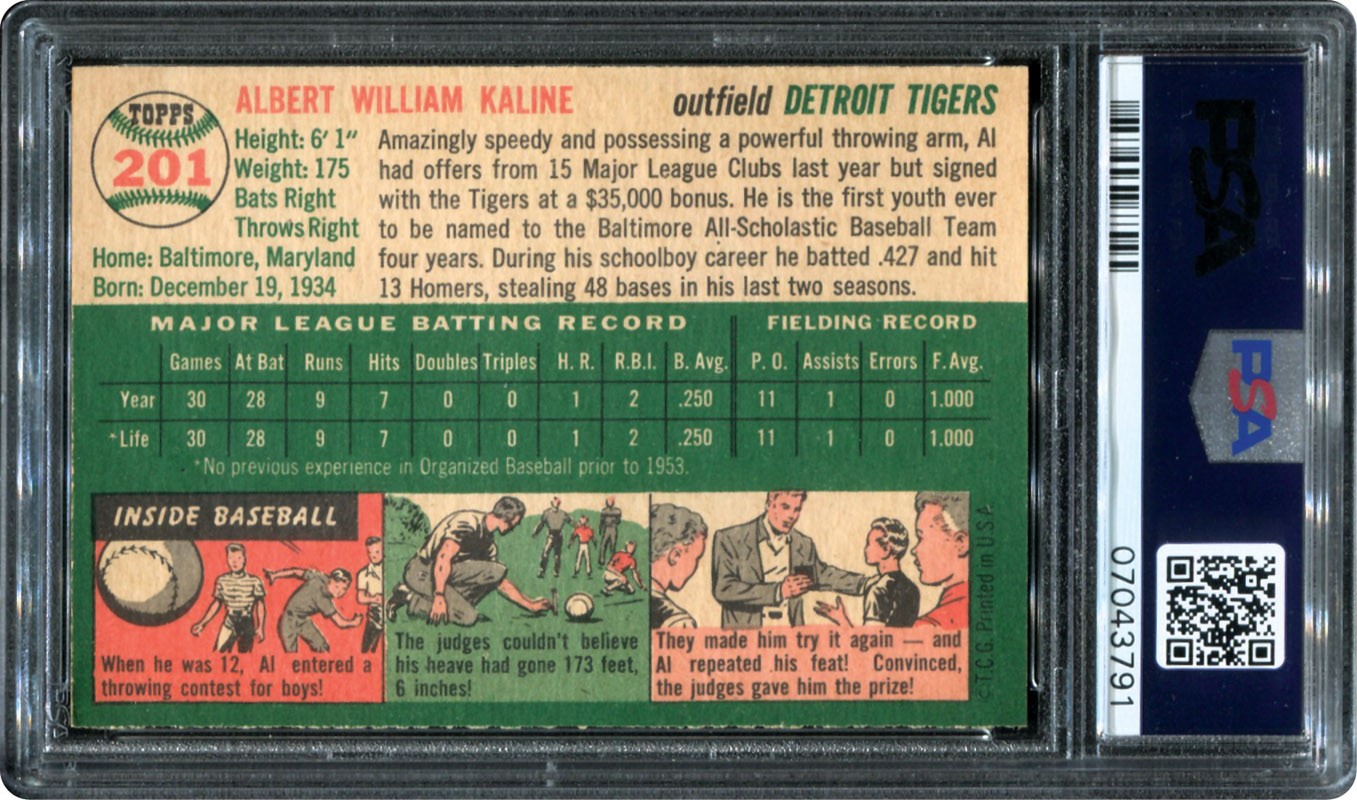 TOPPS
201
ALBERT WILLIAM KALINE
outfield DETROIT TIGERS
Height: 6' 1"
Weight: 175
Bats Right
Throws Right
Home: Baltimore, Maryland
Born: December 19, 1934
Amazingly speedy and possessing a powerful throwing arm, Al
had offers from 15 Major League Clubs last year but signed
with the Tigers at a $35,000 bonus. He is the first youth ever
to be named to the Baltimore All-Scholastic Baseball Team
four years. During his schoolboy career he batted .427 and hit
13 Homers, stealing 48 bases in his last two seasons.
MAJOR LEAGUE BATTING RECORD FIELDING RECORD
Games At Bat Runs Hits Doubles Triples H. R. R.B.I. B. Avg. P. O. Assists Errors F. Avg.
Year 30 28 9 7 0 0 1 2 .250 11 1 0 1.000
*Life 30 28 9 7 0 0 1 2 .250 11 1 0 1.000
*No previous experience in Organized Baseball prior to 1953.
INSIDE BASEBALL
When he was 12, Al entered a
throwing contest for boys!
The judges couldn't believe
his heave had gone 173 feet,
6 inches!
They made him try it again — and
Al repeated his feat! Convinced,
the judges gave him the prize!
© T.C.G. Printed in U.S.A.
PSA
PSA
07043791